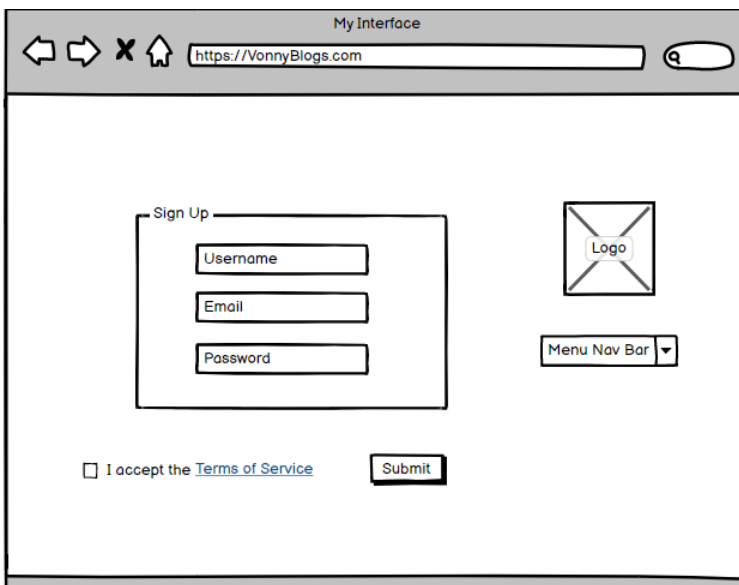 My Interface
https://VonnyBlogs.com
Sign Up
Username
Email
Password
Logo
Menu Nav Bar
I accept the Terms of Service
Submit